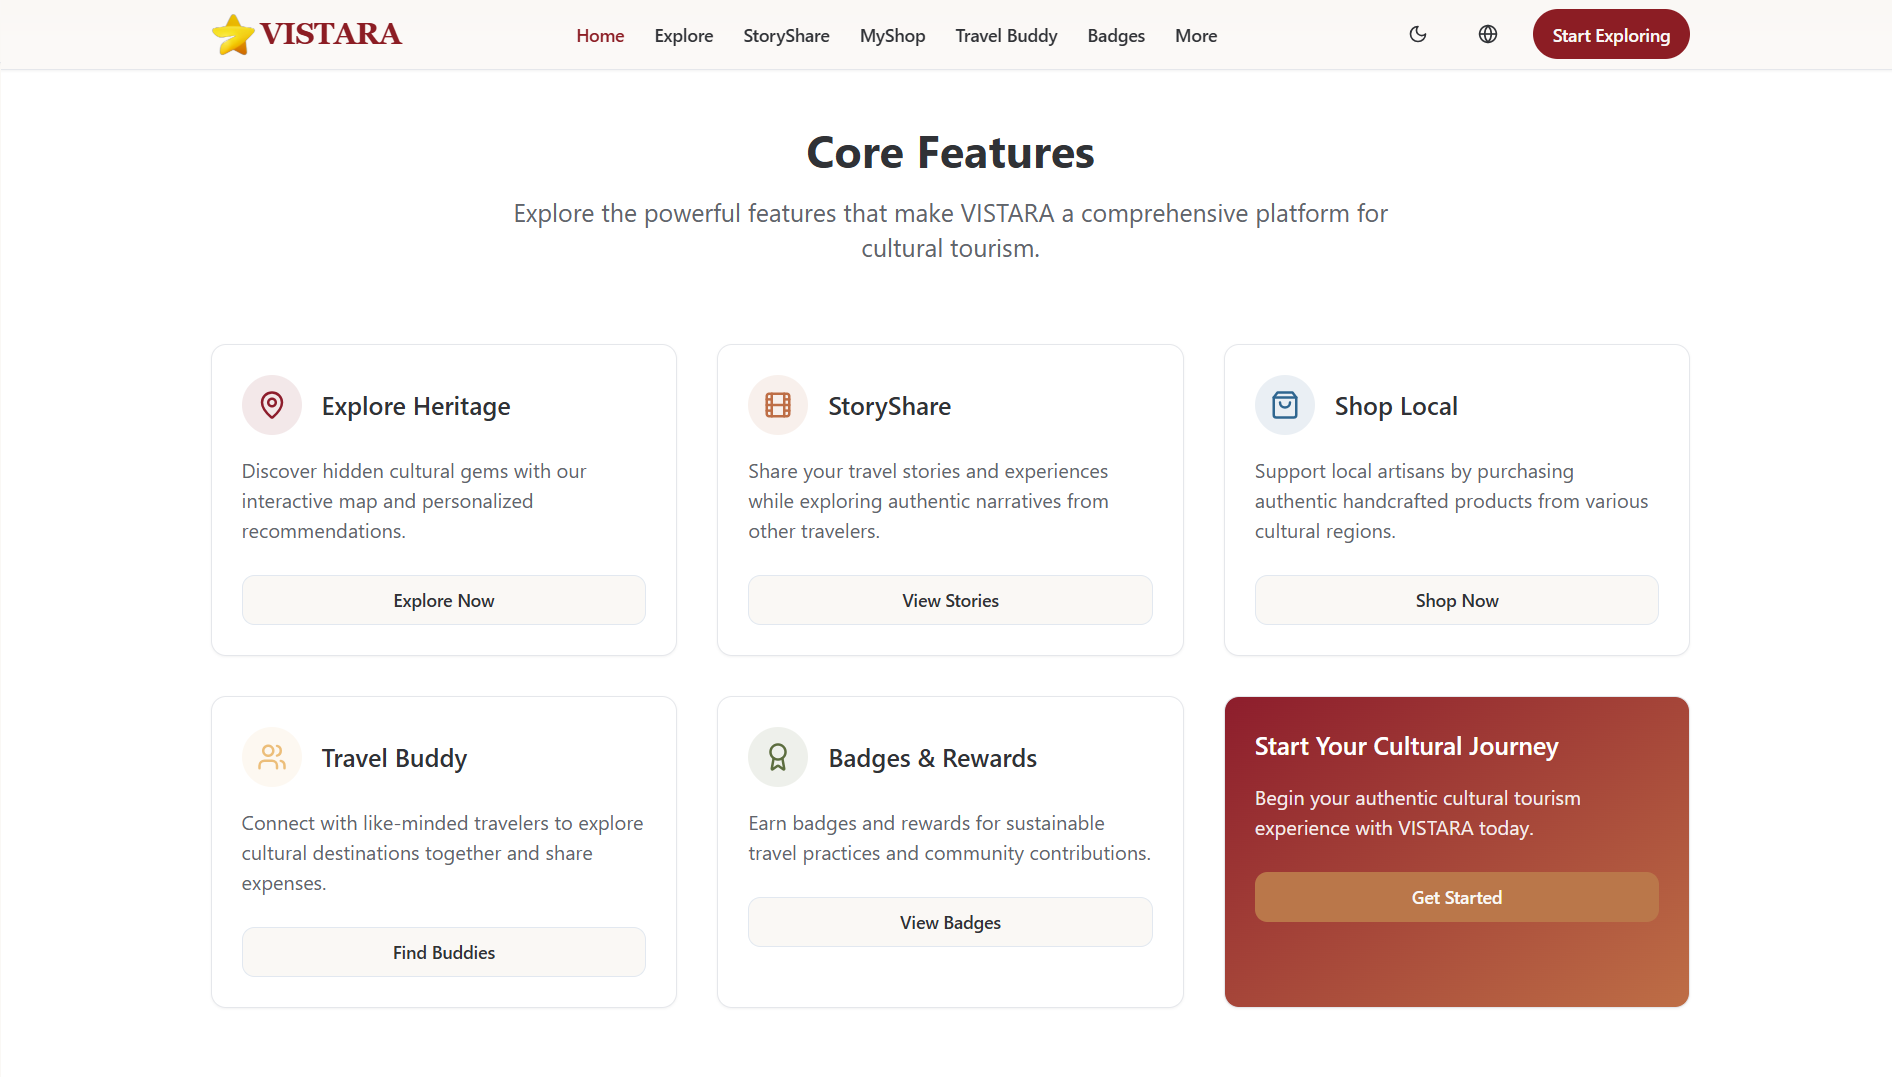 VISTARA
Home
Explore
StoryShare
MyShop
Travel Buddy
Badges
More
Start Exploring
Core Features
Explore the powerful features that make VISTARA a comprehensive platform for
cultural tourism.
Explore Heritage
Discover hidden cultural gems with our
interactive map and personalized
recommendations.
Explore Now
StoryShare
Share your travel stories and experiences
while exploring authentic narratives from
other travelers.
View Stories
Shop Local
Support local artisans by purchasing
authentic handcrafted products from various
cultural regions.
Shop Now
Travel Buddy
Connect with like-minded travelers to explore
cultural destinations together and share
expenses.
Find Buddies
Badges & Rewards
Earn badges and rewards for sustainable
travel practices and community contributions.
View Badges
Start Your Cultural Journey
Begin your authentic cultural tourism
experience with VISTARA today.
Get Started